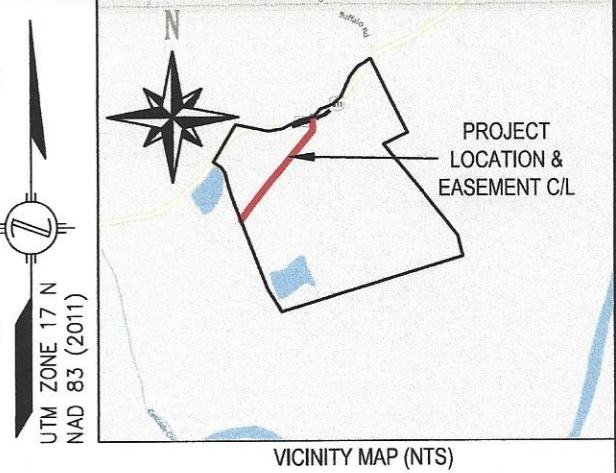 N
Buffalo Rd
PROJECT
LOCATION &
EASEMENT C/L
Z
UTM ZONE 17 N
NAD 83 (2011)
VICINITY MAP (NTS)